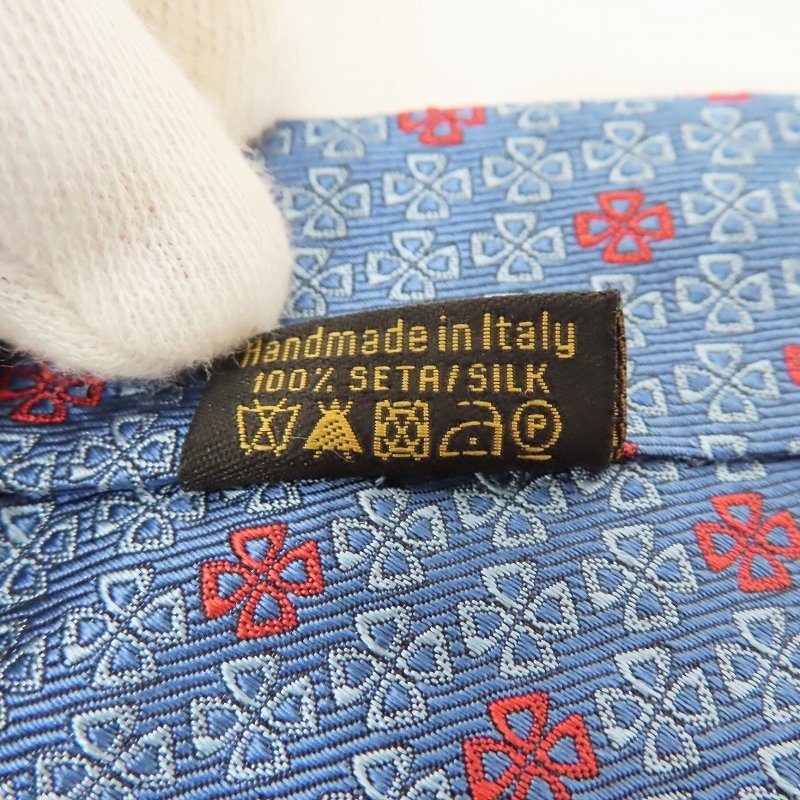 Handmade in Italy
100% SETA/SILK
P